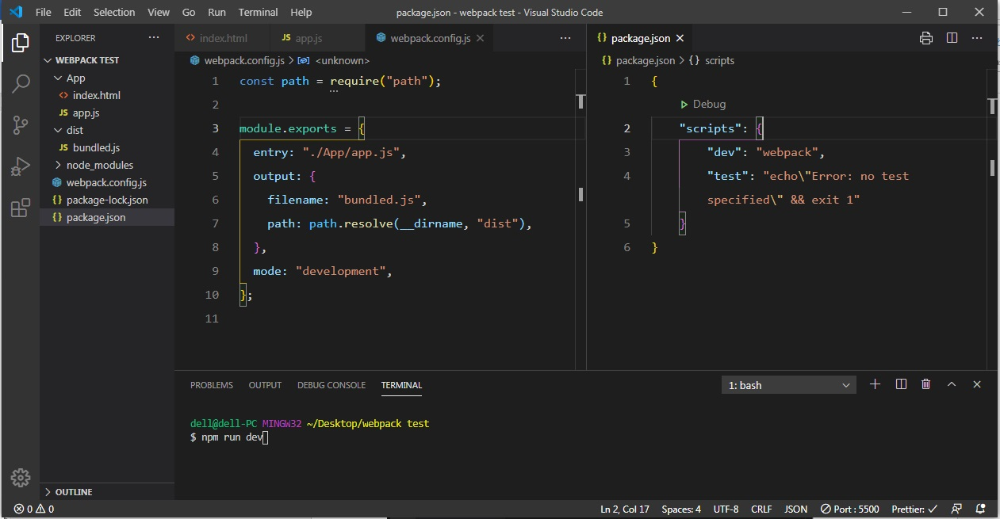 File Edit Selection View Go Run Terminal Help package.json - webpack test - Visual Studio Code
EXPLORER
WEBPACK TEST
App
index.html
JS app.js
dist
JS bundled.js
node_modules
webpack.config.js
{} package-lock.json
{} package.json
OUTLINE
<> index.html JS app.js webpack.config.js
webpack.config.js > <unknown>
1 const path = require("path");
2
3 module.exports = {
4 entry: "./App/app.js",
5 output: {
6 filename: "bundled.js",
7 path: path.resolve(__dirname, "dist"),
8 },
9 mode: "development",
10 };
11
{} package.json
{} package.json > {} scripts
1 {
Debug
2 "scripts": {
3 "dev": "webpack",
4 "test": "echo\"Error: no test
specified\" && exit 1"
5 }
6 }
PROBLEMS OUTPUT DEBUG CONSOLE TERMINAL 1: bash
dell@dell-PC MINGW32 ~/Desktop/webpack test
$ npm run dev
0 0 Ln 2, Col 17 Spaces: 4 UTF-8 CRLF JSON Port : 5500 Prettier: ✓